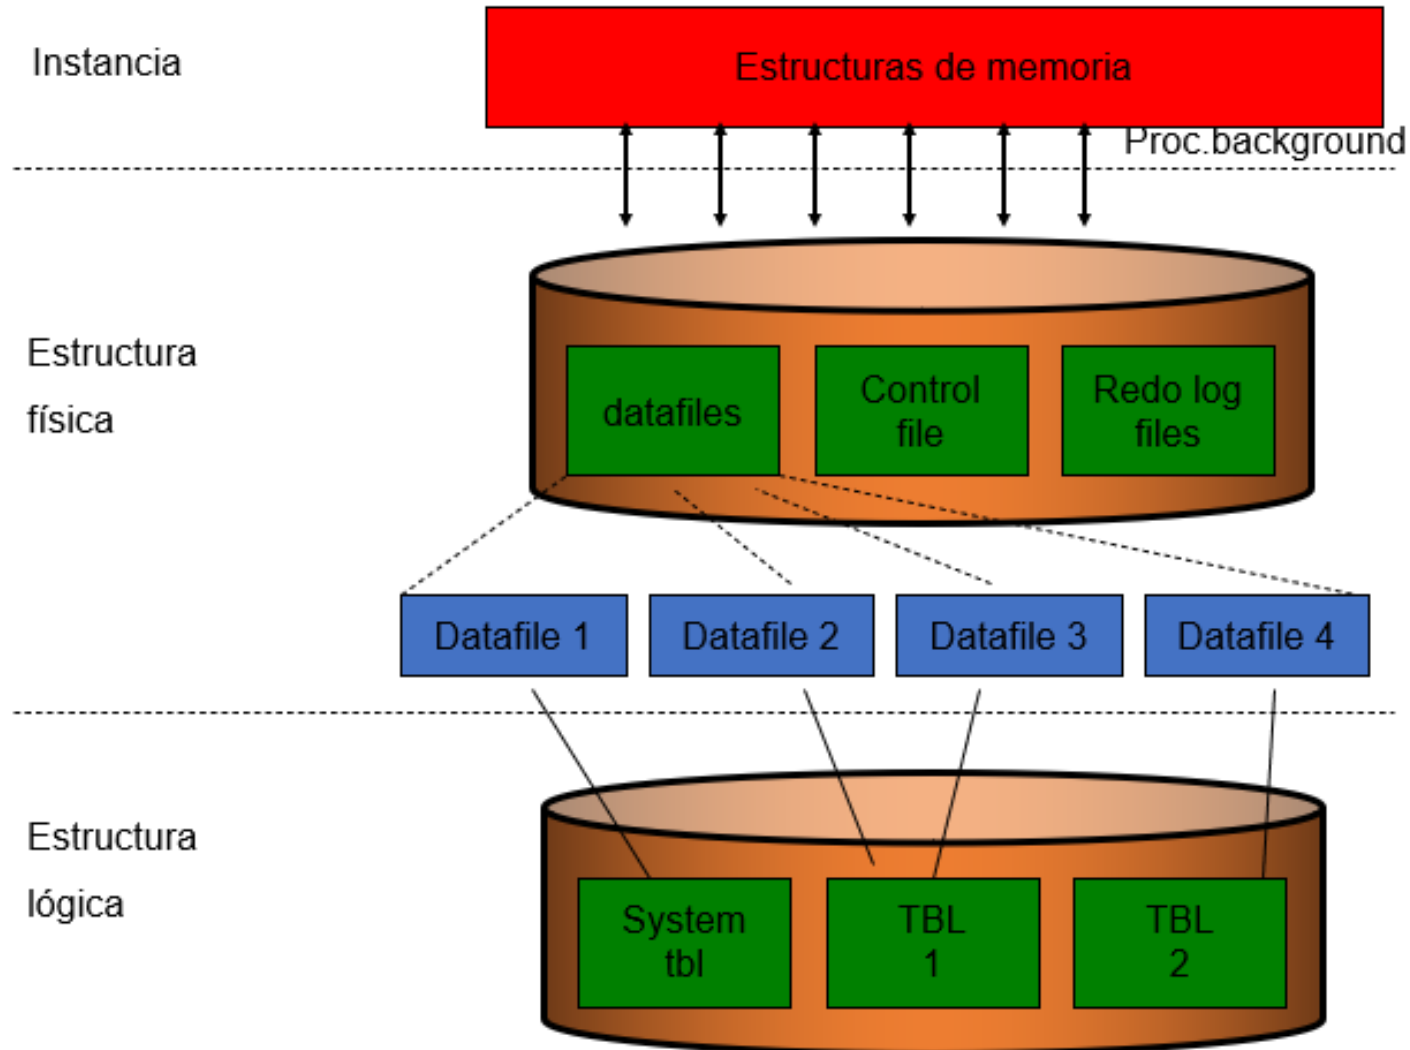 Instancia
Estructuras de memoria
Proc.background
Estructura
física
datafiles
Control
file
Redo log
files
Datafile 1
Datafile 2
Datafile 3
Datafile 4
Estructura
lógica
System
tbl
TBL
1
TBL
2